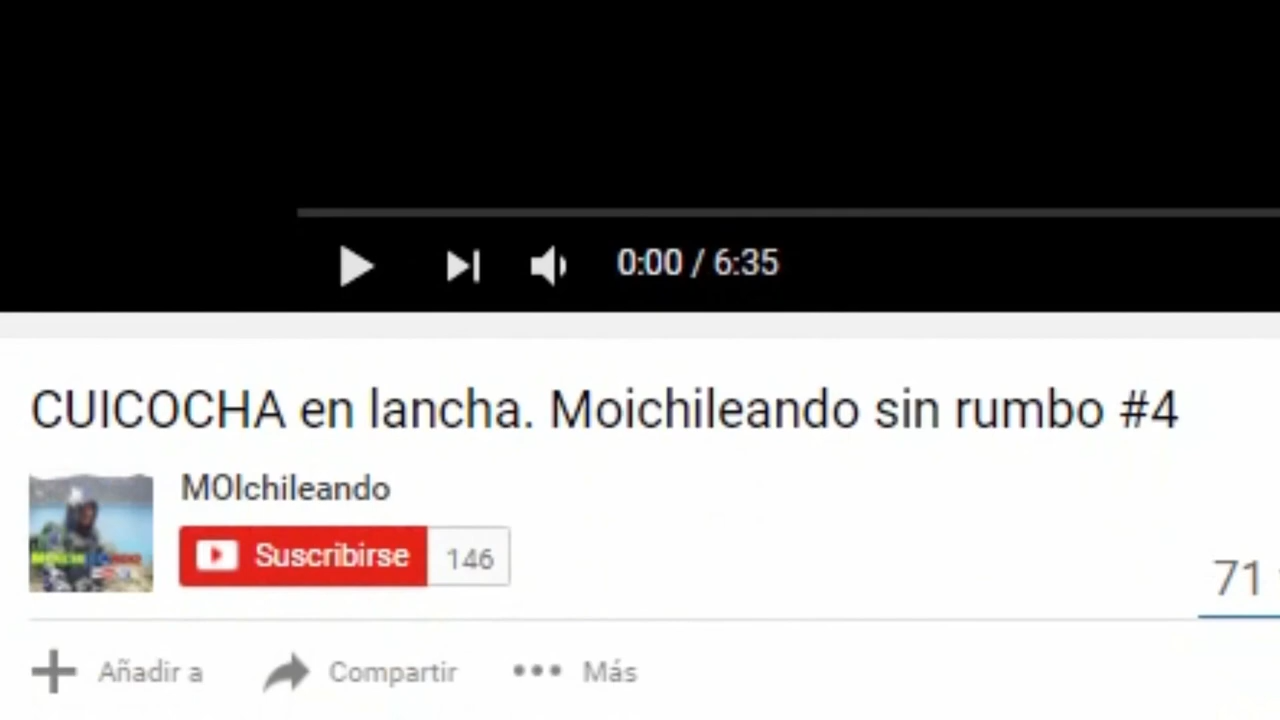 0:00 / 6:35
CUICOCHA en lancha. Moichileando sin rumbo #4
MOIchileando
Suscribirse 146
71
Añadir a Compartir ••• Más